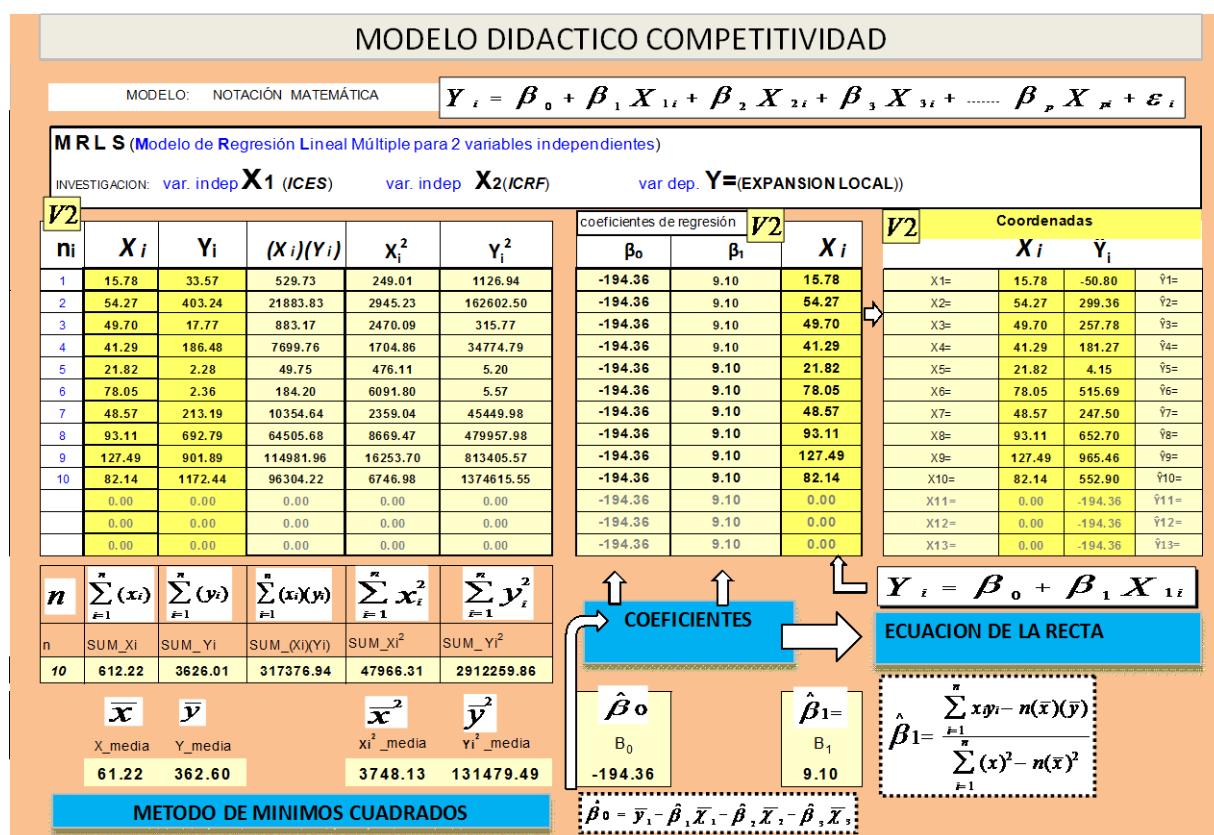 MODELO DIDACTICO COMPETITIVIDAD
MODELO: NOTACIÓN MATEMÁTICA
Y i = β 0 + β 1 X 1i + β 2 X 2i + β 3 X 3i + ....... β p X pi + ε i
MRLS (Modelo de Regresión Lineal Múltiple para 2 variables independientes)
INVESTIGACION: var. indep X1 (ICES) var. indep X2(ICRF) var dep. Y=(EXPANSION LOCAL))
V2
ni Xi Yi (Xi)(Yi) Xi² Yi²
1 15.78 33.57 529.73 249.01 1126.94
2 54.27 403.24 21883.83 2945.23 162602.50
3 49.70 17.77 883.17 2470.09 315.77
4 41.29 186.48 7699.76 1704.86 34774.79
5 21.82 2.28 49.75 476.11 5.20
6 78.05 2.36 184.20 6091.80 5.57
7 48.57 213.19 10354.64 2359.04 45449.98
8 93.11 692.79 64505.68 8669.47 479957.98
9 127.49 901.89 114981.96 16253.70 813405.57
10 82.14 1172.44 96304.22 6746.98 1374615.55
0.00 0.00 0.00 0.00 0.00
0.00 0.00 0.00 0.00 0.00
0.00 0.00 0.00 0.00 0.00
coeficientes de regresión V2
β0 β1 Xi
-194.36 9.10 15.78
-194.36 9.10 54.27
-194.36 9.10 49.70
-194.36 9.10 41.29
-194.36 9.10 21.82
-194.36 9.10 78.05
-194.36 9.10 48.57
-194.36 9.10 93.11
-194.36 9.10 127.49
-194.36 9.10 82.14
-194.36 9.10 0.00
-194.36 9.10 0.00
-194.36 9.10 0.00
V2 Coordenadas
Xi Ŷi
X1= 15.78 -50.80 Ŷ1=
X2= 54.27 299.36 Ŷ2=
X3= 49.70 257.78 Ŷ3=
X4= 41.29 181.27 Ŷ4=
X5= 21.82 4.15 Ŷ5=
X6= 78.05 515.69 Ŷ6=
X7= 48.57 247.50 Ŷ7=
X8= 93.11 652.70 Ŷ8=
X9= 127.49 965.46 Ŷ9=
X10= 82.14 552.90 Ŷ10=
X11= 0.00 -194.36 Ŷ11=
X12= 0.00 -194.36 Ŷ12=
X13= 0.00 -194.36 Ŷ13=
n ∑ i=1 n (xi) ∑ i=1 n (yi) ∑ i=1 n (xi)(yi) ∑ i=1 n xi² ∑ i=1 n yi²
n SUM_Xi SUM_Yi SUM_(Xi)(Yi) SUM_Xi² SUM_Yi²
10 612.22 3626.01 317376.94 47966.31 2912259.86
x̅ y̅ x̅² y̅²
X_media Y_media Xi²_media Yi²_media
61.22 362.60 3748.13 131479.49
METODO DE MINIMOS CUADRADOS
COEFICIENTES
β̂0 β̂1=
B0 B1
-194.36 9.10
β̂0 = y̅1 − β̂1 χ̅1 − β̂2 χ̅2 − β̂3 χ̅3
Y i = β 0 + β 1 X 1i
ECUACION DE LA RECTA
β̂1= ∑ i=1 n xiyi − n(x̅)(y̅) / ∑ i=1 n (x)² − n(x̅)²